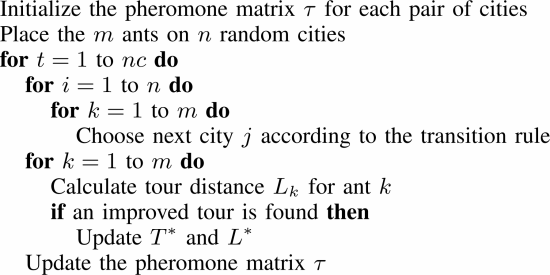 Initialize the pheromone matrix τ for each pair of cities
Place the m ants on n random cities
for t = 1 to nc do
for i = 1 to n do
for k = 1 to m do
Choose next city j according to the transition rule
for k = 1 to m do
Calculate tour distance L_k for ant k
if an improved tour is found then
Update T* and L*
Update the pheromone matrix τ